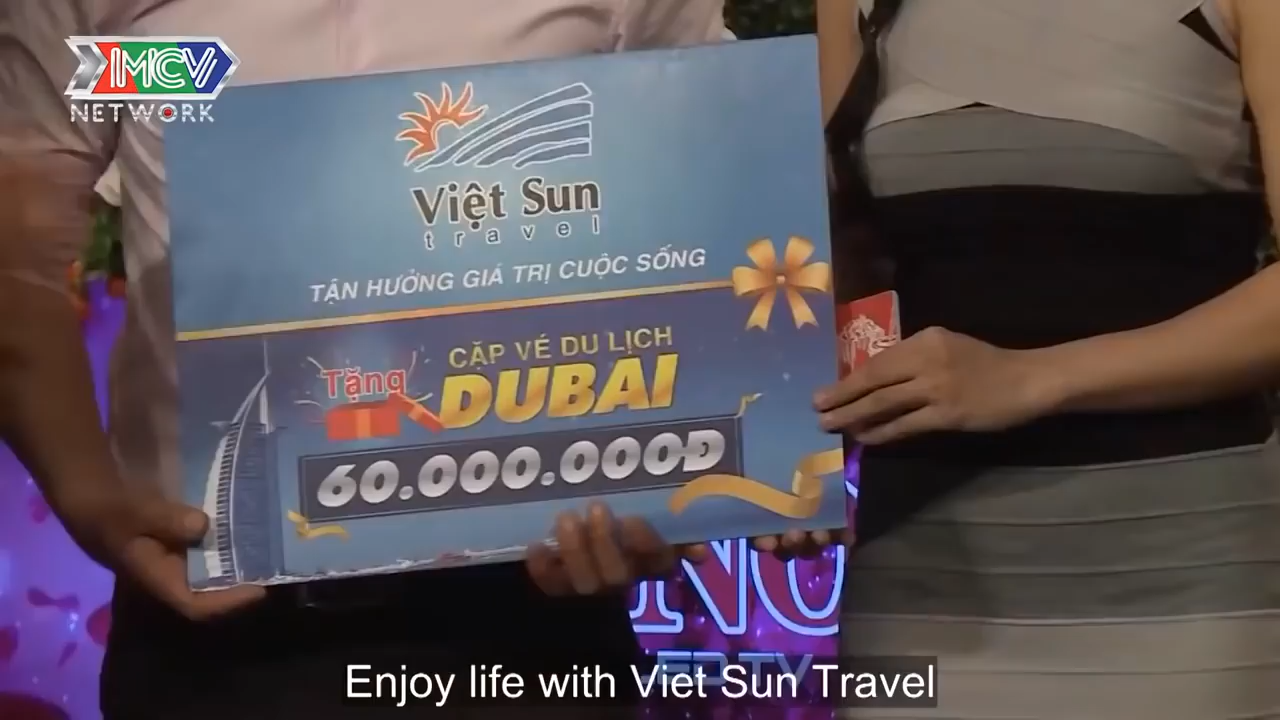 MCV
NETWORK
Việt Sun
travel
TẬN HƯỞNG GIÁ TRỊ CUỘC SỐNG
Tặng
CẶP VÉ DU LỊCH
DUBAI
60.000.000Đ
NO
Enjoy life with Viet Sun Travel